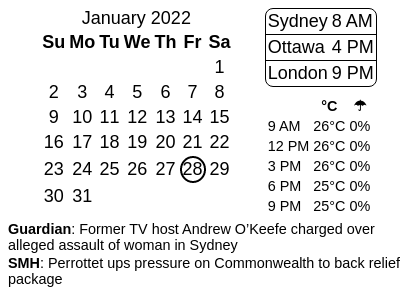 January 2022
Su Mo Tu We Th Fr Sa
1
2 3 4 5 6 7 8
9 10 11 12 13 14 15
16 17 18 19 20 21 22
23 24 25 26 27 28 29
30 31
Sydney 8 AM
Ottawa 4 PM
London 9 PM
°C ☂
9 AM 26°C 0%
12 PM 26°C 0%
3 PM 26°C 0%
6 PM 25°C 0%
9 PM 25°C 0%
Guardian: Former TV host Andrew O’Keefe charged over
alleged assault of woman in Sydney
SMH: Perrottet ups pressure on Commonwealth to back relief
package